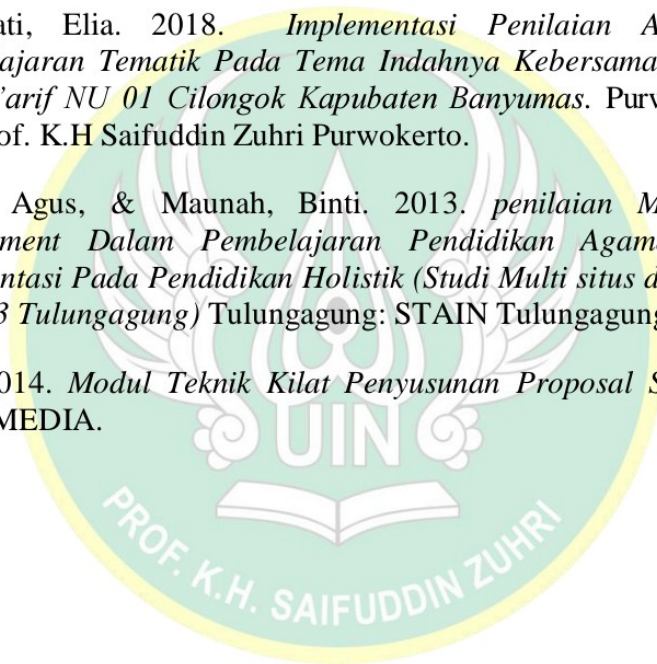 ati, Elia. 2018. Implementasi Penilaian A
ajaran Tematik Pada Tema Indahnya Kebersama
'arif NU 01 Cilongok Kapubaten Banyumas. Purw
of. K.H Saifuddin Zuhri Purwokerto.
Agus, & Maunah, Binti. 2013. penilaian M
ment Dalam Pembelajaran Pendidikan Agama
ntasi Pada Pendidikan Holistik (Studi Multi situs d
3 Tulungagung) Tulungagung: STAIN Tulungagung
014. Modul Teknik Kilat Penyusunan Proposal S
MEDIA.
UIN
PROF. K.H. SAIFUDDIN ZUHRI